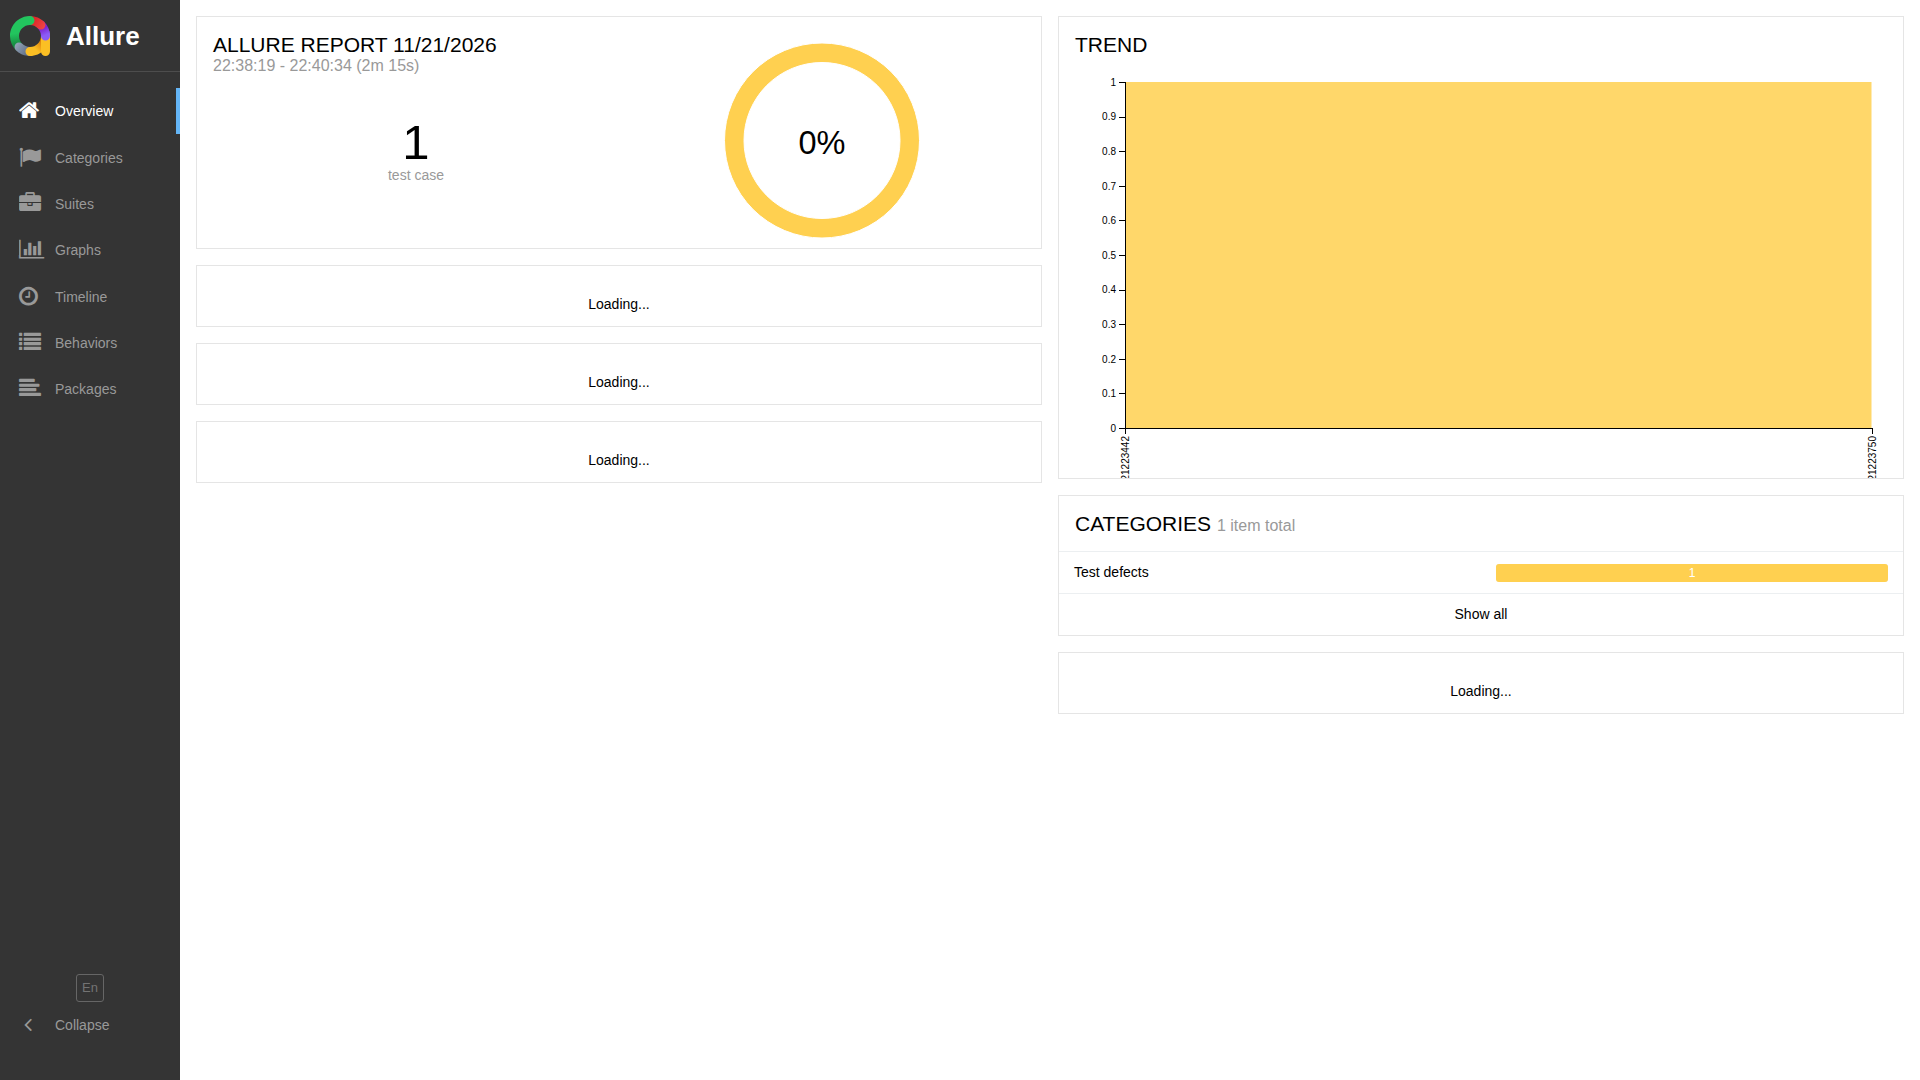 Allure
Overview
Categories
Suites
Graphs
Timeline
Behaviors
Packages
En
Collapse
ALLURE REPORT 11/21/2026
22:38:19 - 22:40:34 (2m 15s)
1
test case
0%
Loading...
Loading...
Loading...
TREND
1
0.9
0.8
0.7
0.6
0.5
0.4
0.3
0.2
0.1
0
21223442
21223750
CATEGORIES 1 item total
Test defects
1
Show all
Loading...